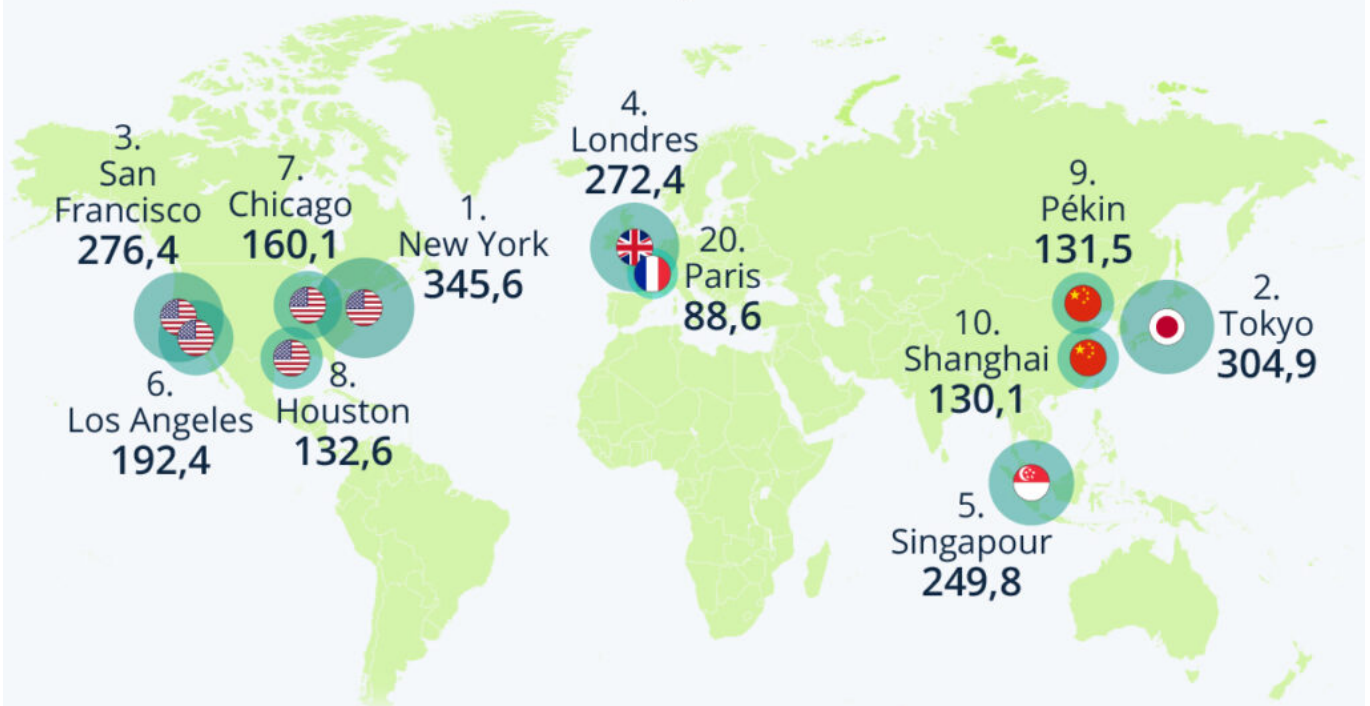 3.
San
Francisco
276,4
7.
Chicago
160,1
1.
New York
345,6
4.
Londres
272,4
20.
Paris
88,6
9.
Pékin
131,5
2.
Tokyo
304,9
10.
Shanghai
130,1
6.
Los Angeles
192,4
8.
Houston
132,6
5.
Singapour
249,8